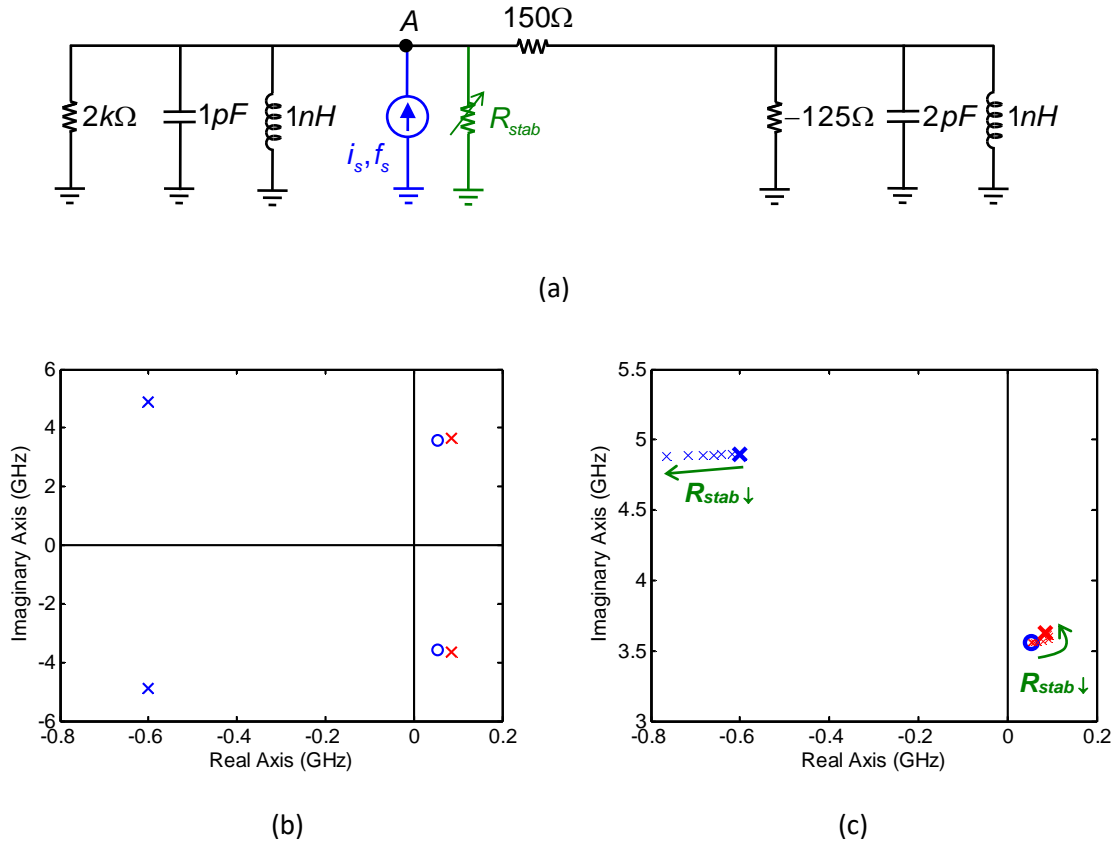 A
150Ω
2kΩ
1pF
1nH
i_s, f_s
R_stab
−125Ω
2pF
1nH
(a)
6
4
2
0
-2
-4
-6
-0.8
-0.6
-0.4
-0.2
0
0.2
Imaginary Axis (GHz)
Real Axis (GHz)
(b)
5.5
5
4.5
4
3.5
3
-0.8
-0.6
-0.4
-0.2
0
0.2
Imaginary Axis (GHz)
Real Axis (GHz)
R_stab ↓
R_stab ↓
(c)